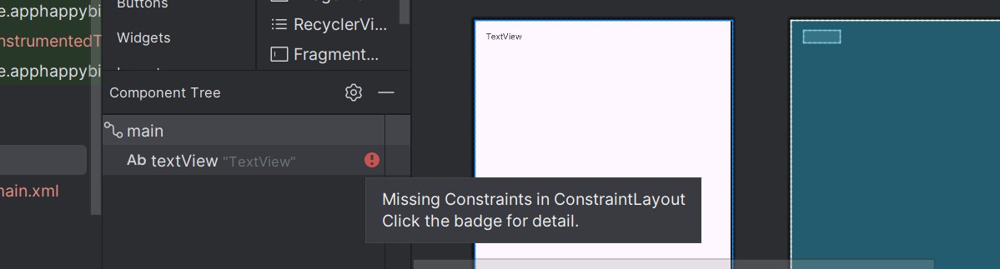 e.apphappybi
Buttons
RecyclerVi...
nstrumentedT
Widgets
e.apphappybi
Fragment...
TextView
Component Tree
main
Ab textView "TextView"
main.xml
Missing Constraints in ConstraintLayout
Click the badge for detail.